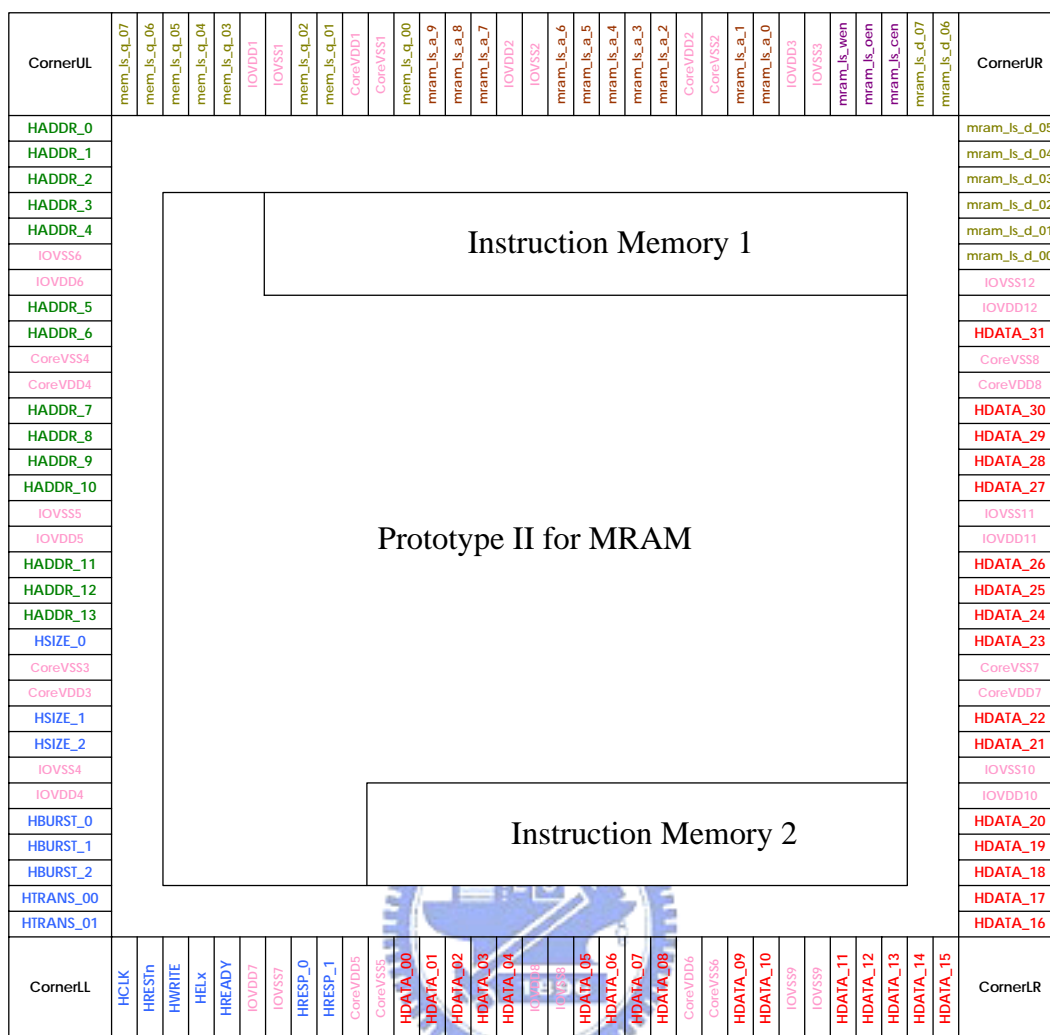 CornerUL
mem_ls_q_07
mem_ls_q_06
mem_ls_q_05
mem_ls_q_04
mem_ls_q_03
IOVDD1
IOVSS1
mem_ls_q_02
mem_ls_q_01
CoreVDD1
CoreVSS1
mem_ls_q_00
mram_ls_a_9
mram_ls_a_8
mram_ls_a_7
IOVDD2
IOVSS2
mram_ls_a_6
mram_ls_a_5
mram_ls_a_4
mram_ls_a_3
mram_ls_a_2
CoreVDD2
CoreVSS2
mram_ls_a_1
mram_ls_a_0
IOVDD3
IOVSS3
mram_ls_wen
mram_ls_oen
mram_ls_cen
mram_ls_d_07
mram_ls_d_06
CornerUR
HADDR_0
HADDR_1
HADDR_2
HADDR_3
HADDR_4
IOVSS6
IOVDD6
HADDR_5
HADDR_6
CoreVSS4
CoreVDD4
HADDR_7
HADDR_8
HADDR_9
HADDR_10
IOVSS5
IOVDD5
HADDR_11
HADDR_12
HADDR_13
HSIZE_0
CoreVSS3
CoreVDD3
HSIZE_1
HSIZE_2
IOVSS4
IOVDD4
HBURST_0
HBURST_1
HBURST_2
HTRANS_00
HTRANS_01
Instruction Memory 1
Prototype II for MRAM
Instruction Memory 2
mram_ls_d_05
mram_ls_d_04
mram_ls_d_03
mram_ls_d_02
mram_ls_d_01
mram_ls_d_00
IOVSS12
IOVDD12
HDATA_31
CoreVSS8
CoreVDD8
HDATA_30
HDATA_29
HDATA_28
HDATA_27
IOVSS11
IOVDD11
HDATA_26
HDATA_25
HDATA_24
HDATA_23
CoreVSS7
CoreVDD7
HDATA_22
HDATA_21
IOVSS10
IOVDD10
HDATA_20
HDATA_19
HDATA_18
HDATA_17
HDATA_16
CornerLL
HCLK
HRESTn
HWRITE
HELx
HREADY
IOVDD7
IOVSS7
HRESP_0
HRESP_1
CoreVDD5
CoreVSS5
HDATA_00
HDATA_01
HDATA_02
HDATA_03
HDATA_04
HDATA_05
HDATA_06
HDATA_07
HDATA_08
CoreVDD6
CoreVSS6
HDATA_09
HDATA_10
IOVSS9
IOVSS9
HDATA_11
HDATA_12
HDATA_13
HDATA_14
HDATA_15
CornerLR